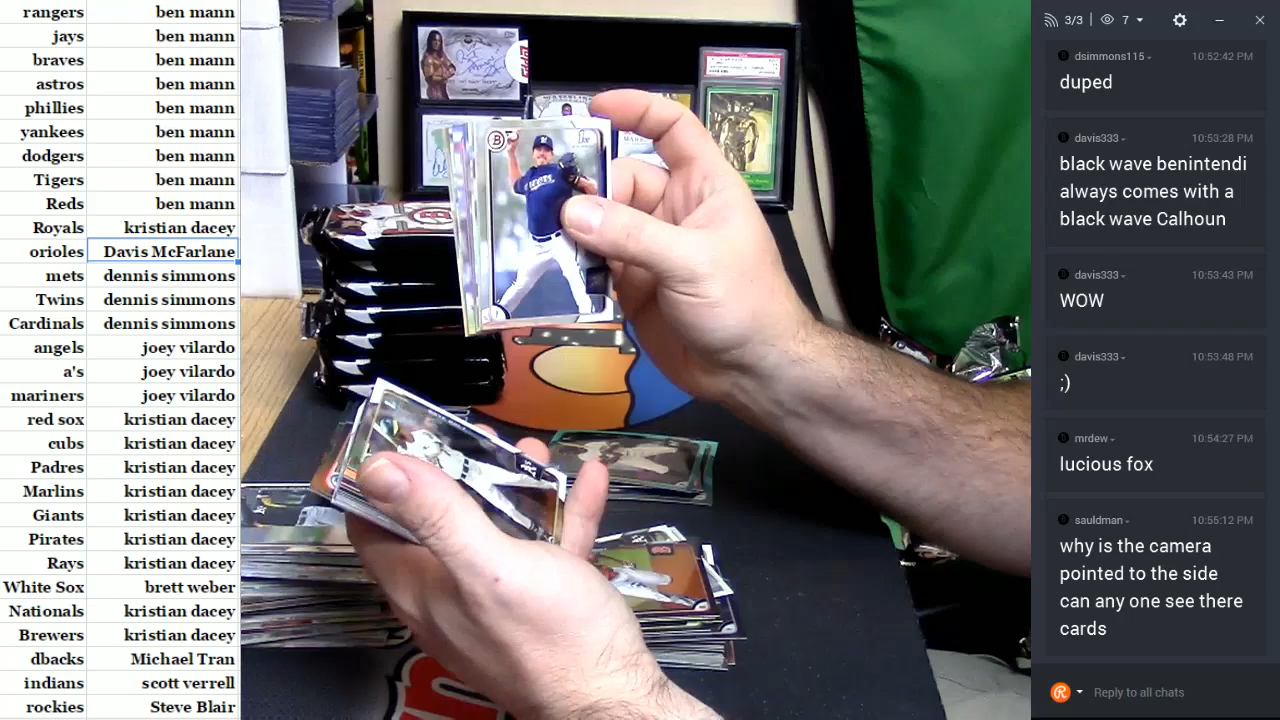 rangers ben mann
jays ben mann
braves ben mann
astros ben mann
phillies ben mann
yankees ben mann
dodgers ben mann
Tigers ben mann
Reds ben mann
Royals kristian dacey
orioles Davis McFarlane
mets dennis simmons
Twins dennis simmons
Cardinals dennis simmons
angels joey vilardo
a's joey vilardo
mariners joey vilardo
red sox kristian dacey
cubs kristian dacey
Padres kristian dacey
Marlins kristian dacey
Giants kristian dacey
Pirates kristian dacey
Rays kristian dacey
White Sox brett weber
Nationals kristian dacey
Brewers kristian dacey
dbacks Michael Tran
indians scott verrell
rockies Steve Blair
B
3/3 7
dsimmons115 10:52:42 PM
duped
davis333 10:53:28 PM
black wave benintendi
always comes with a
black wave Calhoun
davis333 10:53:43 PM
WOW
davis333 10:53:48 PM
;)
mrdew 10:54:27 PM
lucious fox
sauldman 10:55:12 PM
why is the camera
pointed to the side
can any one see there
cards
Reply to all chats